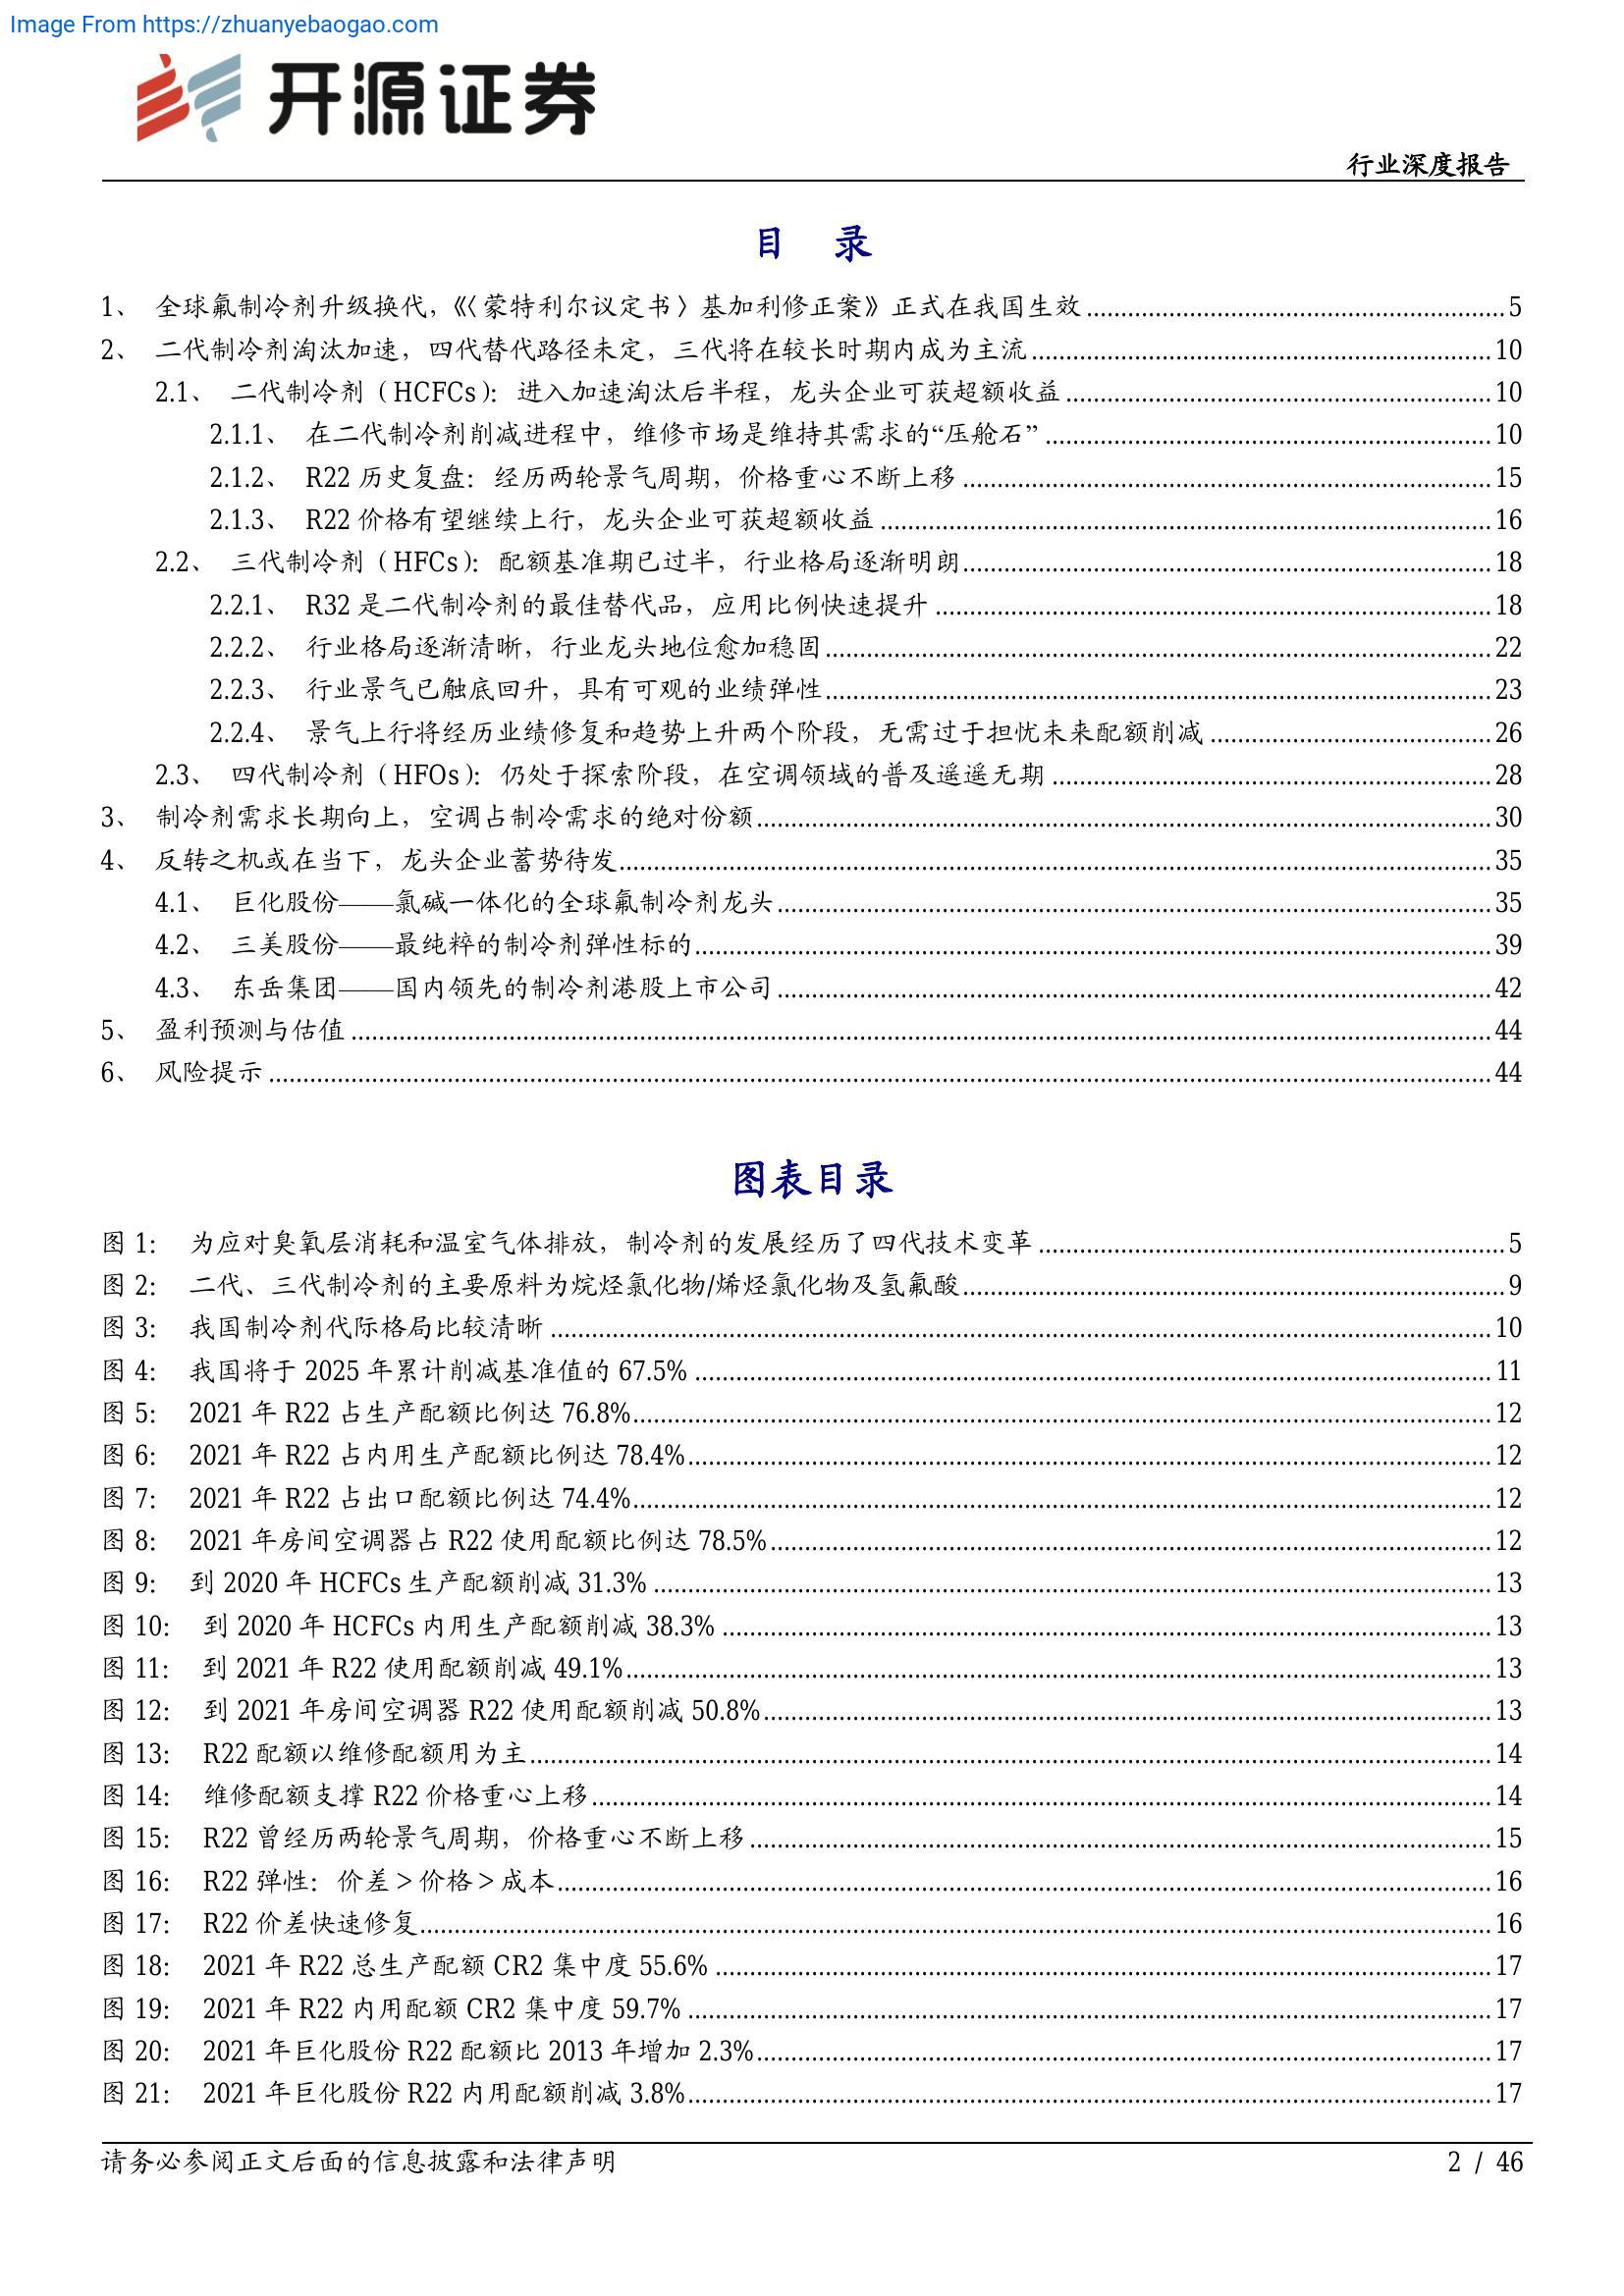 Image From https://zhuanyebaogao.com
开源证券
行业深度报告
目 录
1、 全球氟制冷剂升级换代，《〈蒙特利尔议定书〉基加利修正案》正式在我国生效 5
2、 二代制冷剂淘汰加速，四代替代路径未定，三代将在较长时期内成为主流 10
2.1、 二代制冷剂（HCFCs）：进入加速淘汰后半程，龙头企业可获超额收益 10
2.1.1、 在二代制冷剂削减进程中，维修市场是维持其需求的“压舱石” 10
2.1.2、 R22 历史复盘：经历两轮景气周期，价格重心不断上移 15
2.1.3、 R22 价格有望继续上行，龙头企业可获超额收益 16
2.2、 三代制冷剂（HFCs）：配额基准期已过半，行业格局逐渐明朗 18
2.2.1、 R32 是二代制冷剂的最佳替代品，应用比例快速提升 18
2.2.2、 行业格局逐渐清晰，行业龙头地位愈加稳固 22
2.2.3、 行业景气已触底回升，具有可观的业绩弹性 23
2.2.4、 景气上行将经历业绩修复和趋势上升两个阶段，无需过于担忧未来配额削减 26
2.3、 四代制冷剂（HFOs）：仍处于探索阶段，在空调领域的普及遥遥无期 28
3、 制冷剂需求长期向上，空调占制冷需求的绝对份额 30
4、 反转之机或在当下，龙头企业蓄势待发 35
4.1、 巨化股份——氯碱一体化的全球氟制冷剂龙头 35
4.2、 三美股份——最纯粹的制冷剂弹性标的 39
4.3、 东岳集团——国内领先的制冷剂港股上市公司 42
5、 盈利预测与估值 44
6、 风险提示 44
图表目录
图 1： 为应对臭氧层消耗和温室气体排放，制冷剂的发展经历了四代技术变革 5
图 2： 二代、三代制冷剂的主要原料为烷烃氯化物/烯烃氯化物及氢氟酸 9
图 3： 我国制冷剂代际格局比较清晰 10
图 4： 我国将于 2025 年累计削减基准值的 67.5% 11
图 5： 2021 年 R22 占生产配额比例达 76.8% 12
图 6： 2021 年 R22 占内用生产配额比例达 78.4% 12
图 7： 2021 年 R22 占出口配额比例达 74.4% 12
图 8： 2021 年房间空调器占 R22 使用配额比例达 78.5% 12
图 9： 到 2020 年 HCFCs 生产配额削减 31.3% 13
图 10： 到 2020 年 HCFCs 内用生产配额削减 38.3% 13
图 11： 到 2021 年 R22 使用配额削减 49.1% 13
图 12： 到 2021 年房间空调器 R22 使用配额削减 50.8% 13
图 13： R22 配额以维修配额用为主 14
图 14： 维修配额支撑 R22 价格重心上移 14
图 15： R22 曾经历两轮景气周期，价格重心不断上移 15
图 16： R22 弹性：价差＞价格＞成本 16
图 17： R22 价差快速修复 16
图 18： 2021 年 R22 总生产配额 CR2 集中度 55.6% 17
图 19： 2021 年 R22 内用配额 CR2 集中度 59.7% 17
图 20： 2021 年巨化股份 R22 配额比 2013 年增加 2.3% 17
图 21： 2021 年巨化股份 R22 内用配额削减 3.8% 17
请务必参阅正文后面的信息披露和法律声明 2 / 46